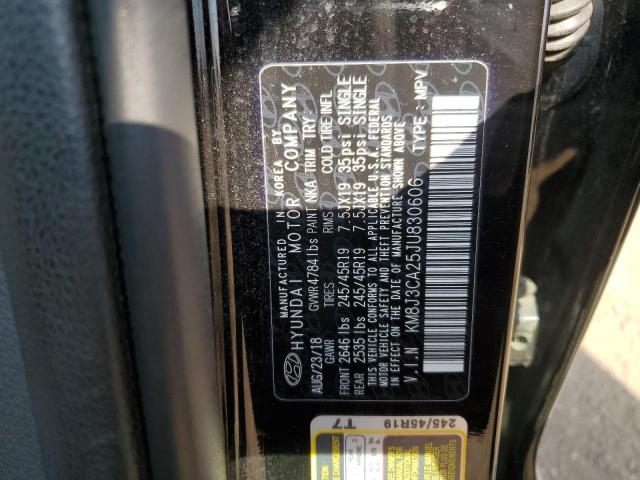 MANUFACTURED IN KOREA BY
HYUNDAI MOTOR COMPANY
AUG/23/18 GVWR 4784 lbs PAINT NKA TRIM TRY
GAWR TIRES RIMS COLD TIRE INFL
FRONT 2646 lbs 245/45R19 7.5JX19 35psi SINGLE
REAR 2535 lbs 245/45R19 7.5JX19 35psi SINGLE
THIS VEHICLE CONFORMS TO ALL APPLICABLE U.S.A. FEDERAL
MOTOR VEHICLE SAFETY AND THEFT PREVENTION STANDARDS
IN EFFECT ON THE DATE OF MANUFACTURE SHOWN ABOVE.
V.I.N KM8J3CA25JU830606 TYPE : MPV
T7
245/45R19